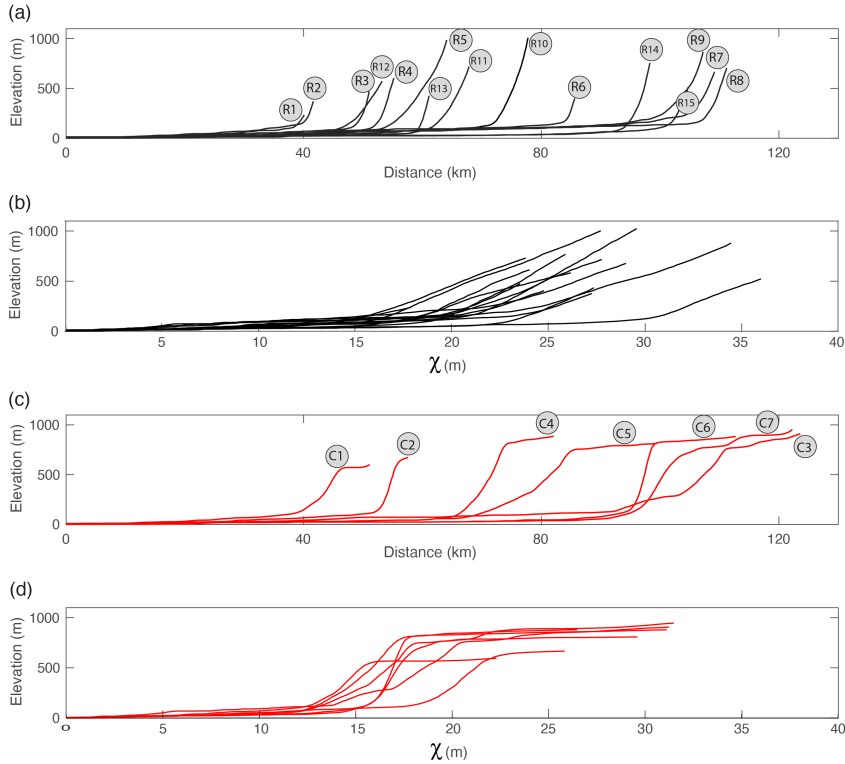 (a)
1000
500
0
Elevation (m)
R1
R2
R3
R12
R4
R5
R11
R13
R10
R6
R14
R9
R7
R8
R15
0
40
80
120
Distance (km)
(b)
1000
500
0
Elevation (m)
5
10
15
20
25
30
35
40
χ (m)
(c)
1000
500
0
Elevation (m)
C1
C2
C4
C5
C6
C7
C3
0
40
80
120
Distance (km)
(d)
1000
500
0
Elevation (m)
0
5
10
15
20
25
30
35
40
χ (m)